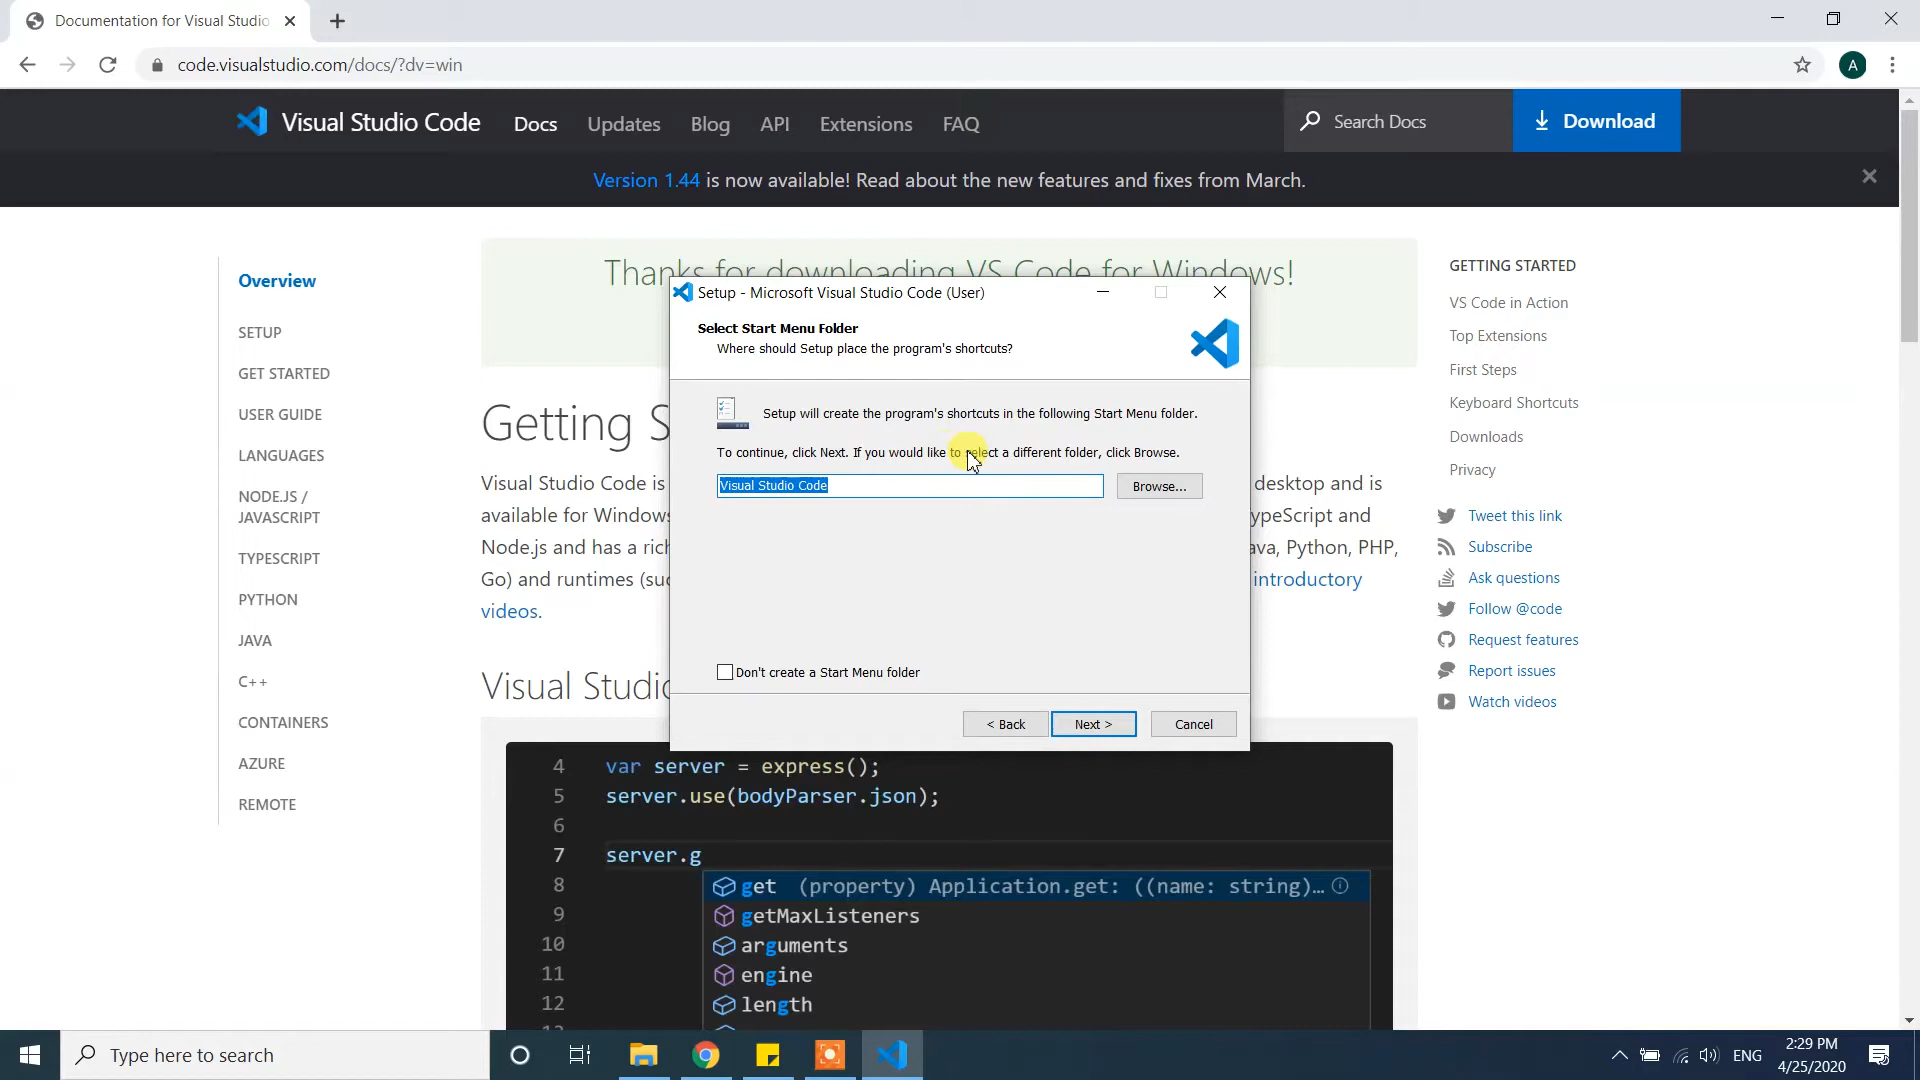 Documentation for Visual Studio
code.visualstudio.com/docs/?dv=win
A
Visual Studio Code
Docs
Updates
Blog
API
Extensions
FAQ
Search Docs
Download
Version 1.44 is now available! Read about the new features and fixes from March.
Overview
SETUP
GET STARTED
USER GUIDE
LANGUAGES
NODE.JS /
JAVASCRIPT
TYPESCRIPT
PYTHON
JAVA
C++
CONTAINERS
AZURE
REMOTE
Thanks for downloading VS Code for Windows!
Getting S
Visual Studio Code is desktop and is
available for Windows ypeScript and
Node.js and has a rich ava, Python, PHP,
Go) and runtimes (suc introductory
videos.
Visual Studio
Setup - Microsoft Visual Studio Code (User)
Select Start Menu Folder
Where should Setup place the program's shortcuts?
Setup will create the program's shortcuts in the following Start Menu folder.
To continue, click Next. If you would like to select a different folder, click Browse.
Visual Studio Code
Browse...
Don't create a Start Menu folder
< Back
Next >
Cancel
4 var server = express();
5 server.use(bodyParser.json);
6
7 server.g
8 get (property) Application.get: ((name: string)…
9 getMaxListeners
10 arguments
11 engine
12 length
GETTING STARTED
VS Code in Action
Top Extensions
First Steps
Keyboard Shortcuts
Downloads
Privacy
Tweet this link
Subscribe
Ask questions
Follow @code
Request features
Report issues
Watch videos
Type here to search
ENG
2:29 PM
4/25/2020